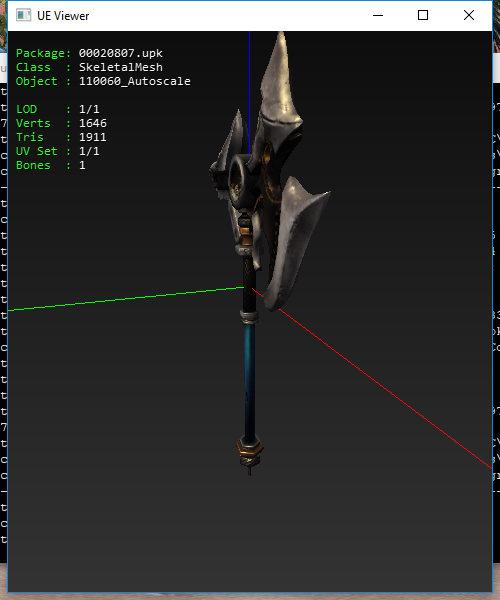 UE Viewer
Package: 00020807.upk
Class : SkeletalMesh
Object : 110060_Autoscale
LOD : 1/1
Verts : 1646
Tris : 1911
UV Set : 1/1
Bones : 1